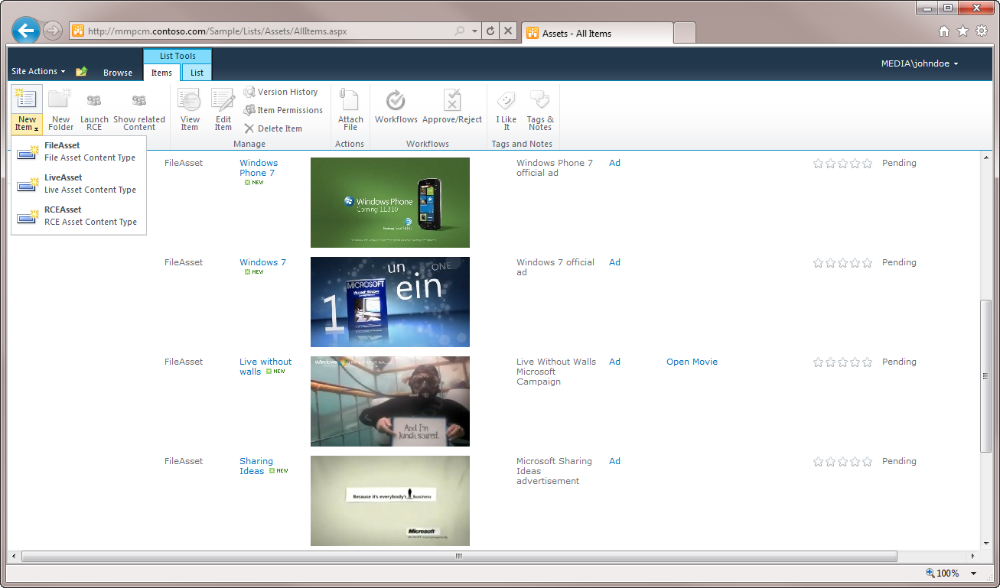 http://mmpcm.contoso.com/Sample/Lists/Assets/AllItems.aspx
Assets - All Items
List Tools
MEDIA\johndoe
Site Actions
Browse
Items
List
New Item
New Folder
Launch RCE
Show related Content
View Item
Edit Item
Version History
Item Permissions
Delete Item
Manage
Attach File
Actions
Workflows
Approve/Reject
Workflows
I Like It
Tags & Notes
Tags and Notes
FileAsset
File Asset Content Type
LiveAsset
Live Asset Content Type
RCEAsset
RCE Asset Content Type
FileAsset
Windows
Phone 7
NEW
Windows Phone
Coming 11.8.10
Windows Phone 7
official ad
Ad
Pending
FileAsset
Windows 7
NEW
un
ONE
ein
1
MICROSOFT
Microsoft Windows
Windows 7 official
ad
Ad
Pending
FileAsset
Live without
walls NEW
Windows
And I'm
kinda scared.
Live Without Walls
Microsoft
Campaign
Ad
Open Movie
Pending
FileAsset
Sharing
Ideas NEW
Because it's everybody's business
Microsoft
Microsoft Sharing
Ideas
advertisement
Ad
Pending
100%